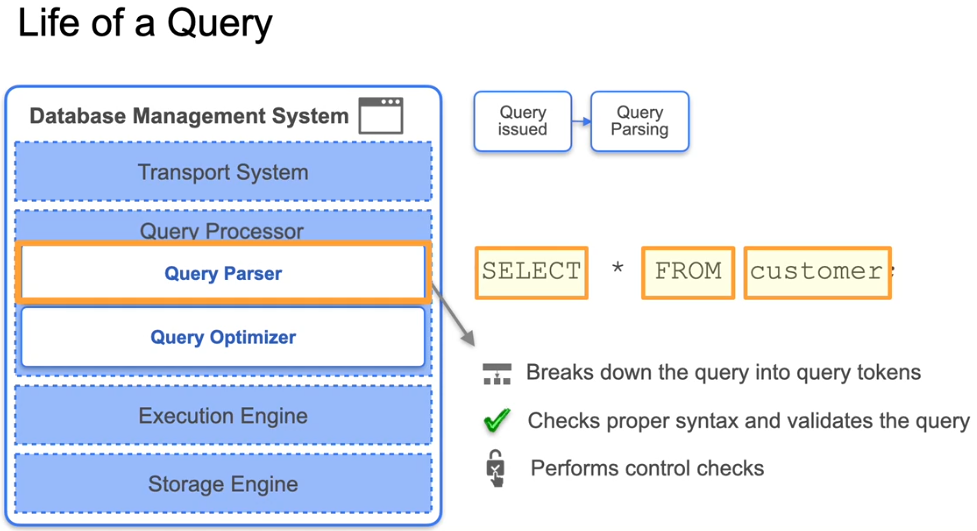 Life of a Query
Database Management System
Transport System
Query Processor
Query Parser
Query Optimizer
Execution Engine
Storage Engine
Query
issued
Query
Parsing
SELECT * FROM customer;
Breaks down the query into query tokens
Checks proper syntax and validates the query
Performs control checks